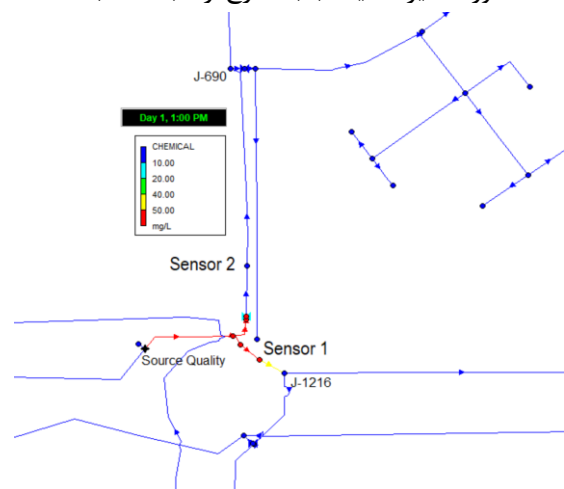 J-690
Day 1, 1:00 PM
CHEMICAL
10.00
20.00
40.00
50.00
mg/L
Sensor 2
Sensor 1
Source Quality
J-1216